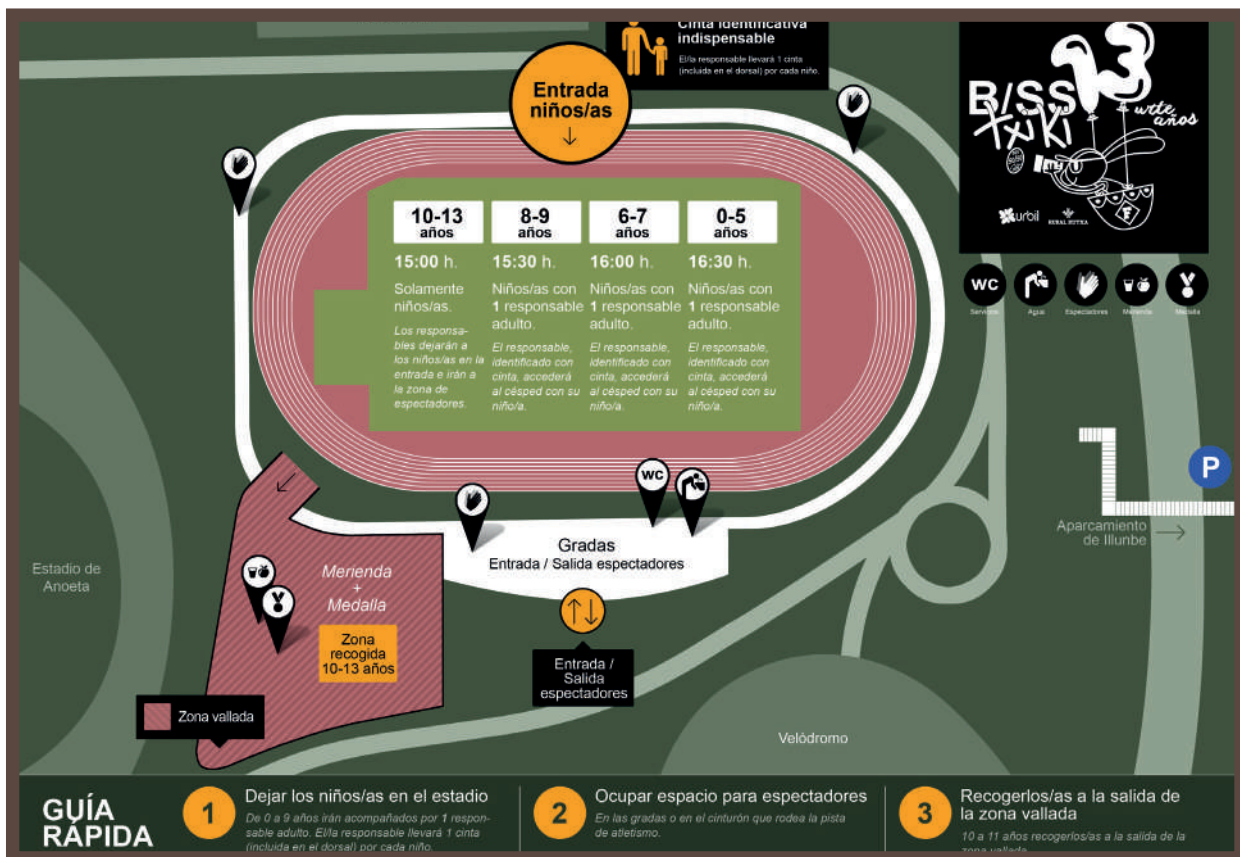 Cinta identificativa
indispensable
El/la responsable llevará 1 cinta
(incluida en el dorsal) por cada niño.
Entrada
niños/as
B/SS
TXiKi
13
urte
años
urbil
RURAL KUTXA
WC
Servicios
Agua
Espectadores
Merienda
Medalla
10-13
años
15:00 h.
Solamente
niños/as.
Los responsa-
bles dejarán a
los niños/as en la
entrada e irán a
la zona de
espectadores.
8-9
años
15:30 h.
Niños/as con
1 responsable
adulto.
El responsable,
identificado con
cinta, accederá
al césped con su
niño/a.
6-7
años
16:00 h.
Niños/as con
1 responsable
adulto.
El responsable,
identificado con
cinta, accederá
al césped con su
niño/a.
0-5
años
16:30 h.
Niños/as con
1 responsable
adulto.
El responsable,
identificado con
cinta, accederá
al césped con su
niño/a.
WC
P
Aparcamiento
de Illunbe
Gradas
Entrada / Salida espectadores
Estadio de
Anoeta
Merienda
+
Medalla
Zona
recogida
10-13 años
Entrada /
Salida
espectadores
Zona vallada
Velódromo
GUÍA
RÁPIDA
1
Dejar los niños/as en el estadio
De 0 a 9 años irán acompañados por 1 respon-
sable adulto. El/la responsable llevará 1 cinta
(incluida en el dorsal) por cada niño.
2
Ocupar espacio para espectadores
En las gradas o en el cinturón que rodea la pista
de atletismo.
3
Recogerlos/as a la salida de
la zona vallada
10 a 11 años recogerlos/as a la salida de la
zona vallada